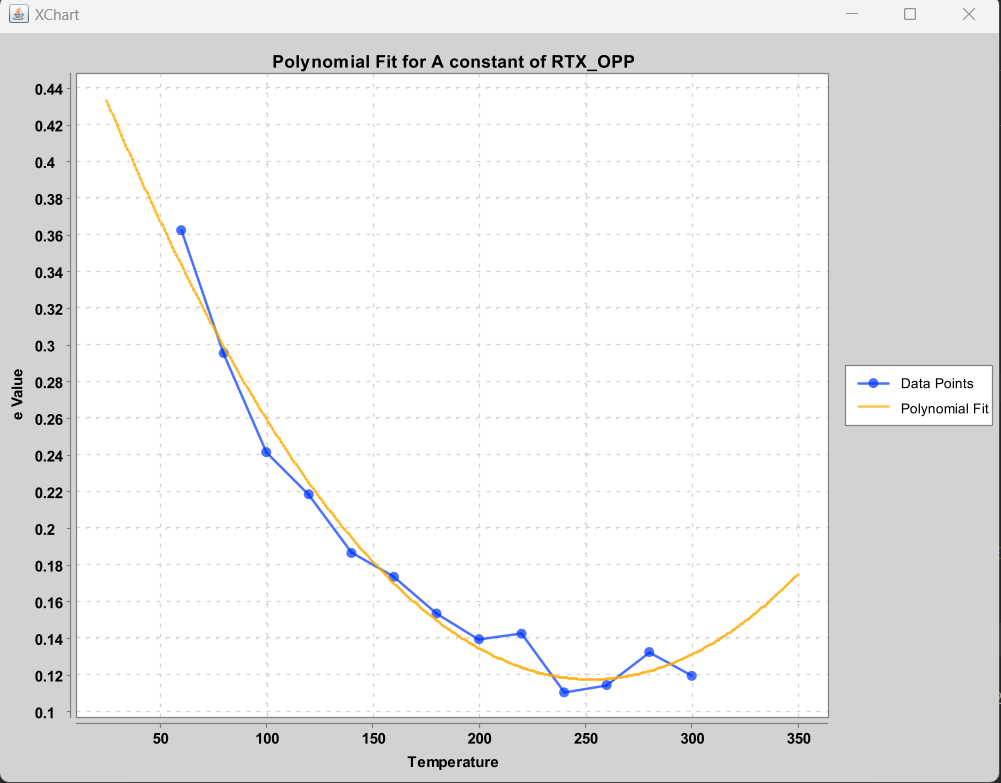 XChart
Polynomial Fit for A constant of RTX_OPP
0.44
0.42
0.4
0.38
0.36
0.34
0.32
0.3
0.28
0.26
0.24
0.22
0.2
0.18
0.16
0.14
0.12
0.1
e Value
50 100 150 200 250 300 350
Temperature
Data Points
Polynomial Fit